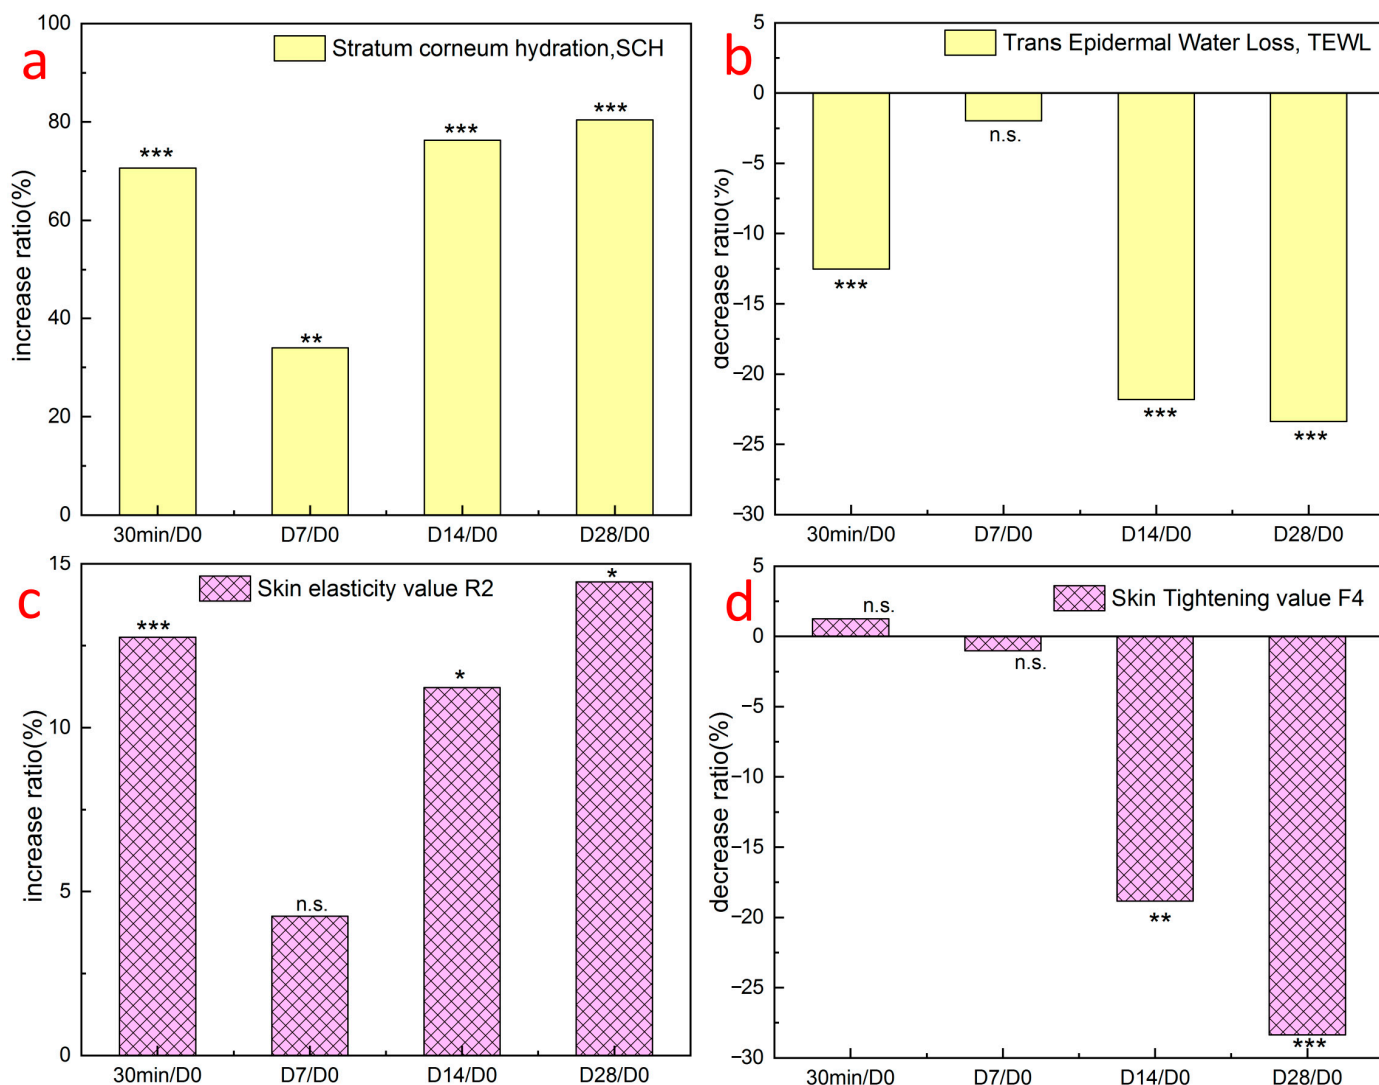 a
Stratum corneum hydration,SCH
increase ratio(%)
100
80
60
40
20
0
***
**
***
***
30min/D0
D7/D0
D14/D0
D28/D0
b
Trans Epidermal Water Loss, TEWL
decrease ratio(%)
5
0
−5
−10
−15
−20
−25
−30
***
n.s.
***
***
30min/D0
D7/D0
D14/D0
D28/D0
c
Skin elasticity value R2
increase ratio(%)
15
10
5
0
***
n.s.
*
*
30min/D0
D7/D0
D14/D0
D28/D0
d
Skin Tightening value F4
decrease ratio(%)
5
0
−5
−10
−15
−20
−25
−30
n.s.
n.s.
**
***
30min/D0
D7/D0
D14/D0
D28/D0